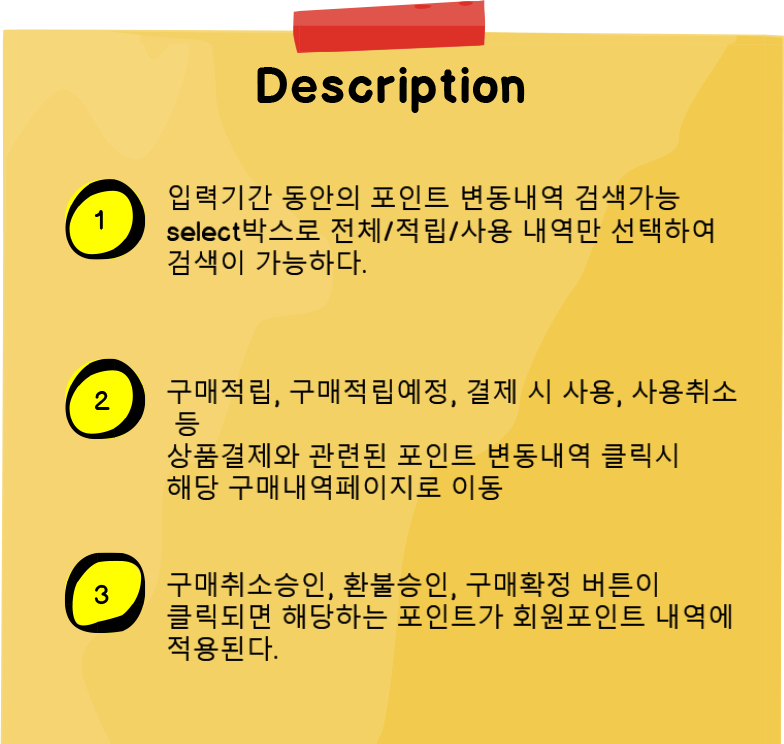 Description
1
입력기간 동안의 포인트 변동내역 검색가능
select박스로 전체/적립/사용 내역만 선택하여
검색이 가능하다.
2
구매적립, 구매적립예정, 결제 시 사용, 사용취소
등
상품결제와 관련된 포인트 변동내역 클릭시
해당 구매내역페이지로 이동
3
구매취소승인, 환불승인, 구매확정 버튼이
클릭되면 해당하는 포인트가 회원포인트 내역에
적용된다.